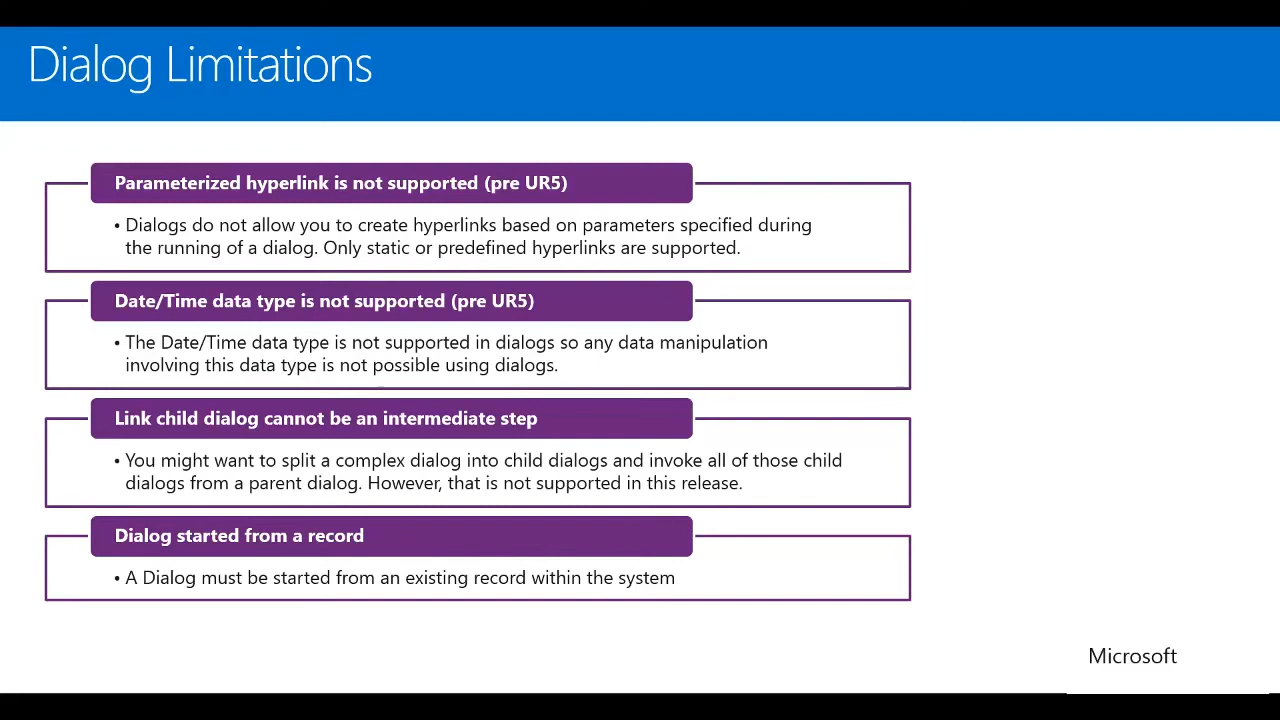 Dialog Limitations
Parameterized hyperlink is not supported (pre UR5)
• Dialogs do not allow you to create hyperlinks based on parameters specified during
the running of a dialog. Only static or predefined hyperlinks are supported.
Date/Time data type is not supported (pre UR5)
• The Date/Time data type is not supported in dialogs so any data manipulation
involving this data type is not possible using dialogs.
Link child dialog cannot be an intermediate step
• You might want to split a complex dialog into child dialogs and invoke all of those child
dialogs from a parent dialog. However, that is not supported in this release.
Dialog started from a record
• A Dialog must be started from an existing record within the system
Microsoft